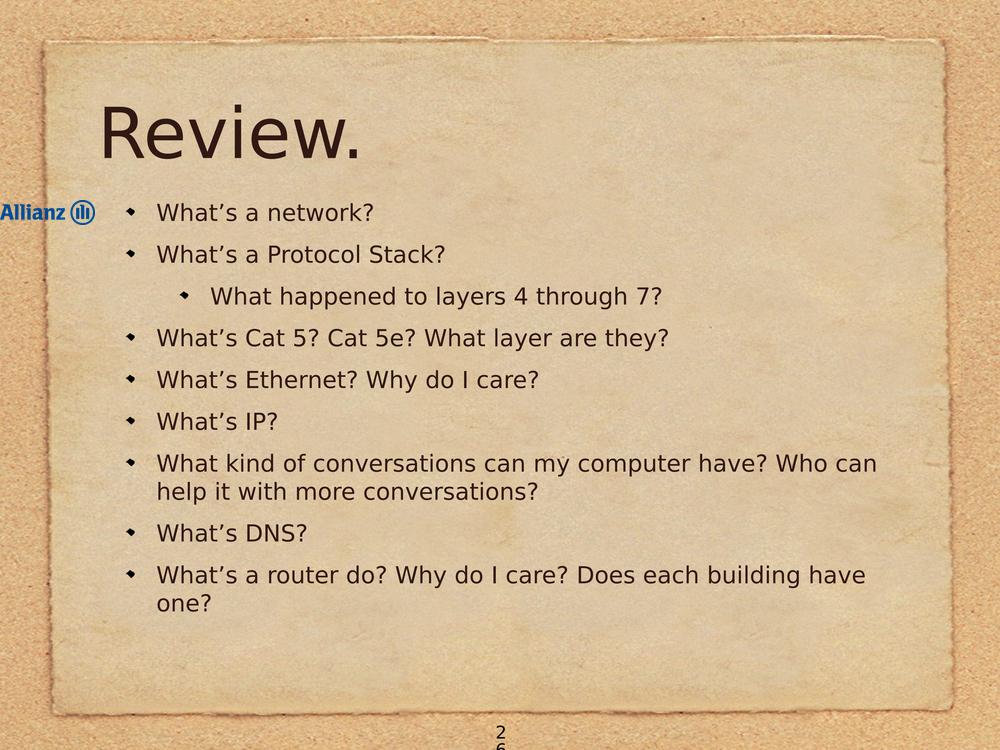 Review.
Allianz
What’s a network?
What’s a Protocol Stack?
What happened to layers 4 through 7?
What’s Cat 5? Cat 5e? What layer are they?
What’s Ethernet? Why do I care?
What’s IP?
What kind of conversations can my computer have? Who can
help it with more conversations?
What’s DNS?
What’s a router do? Why do I care? Does each building have
one?
2
6